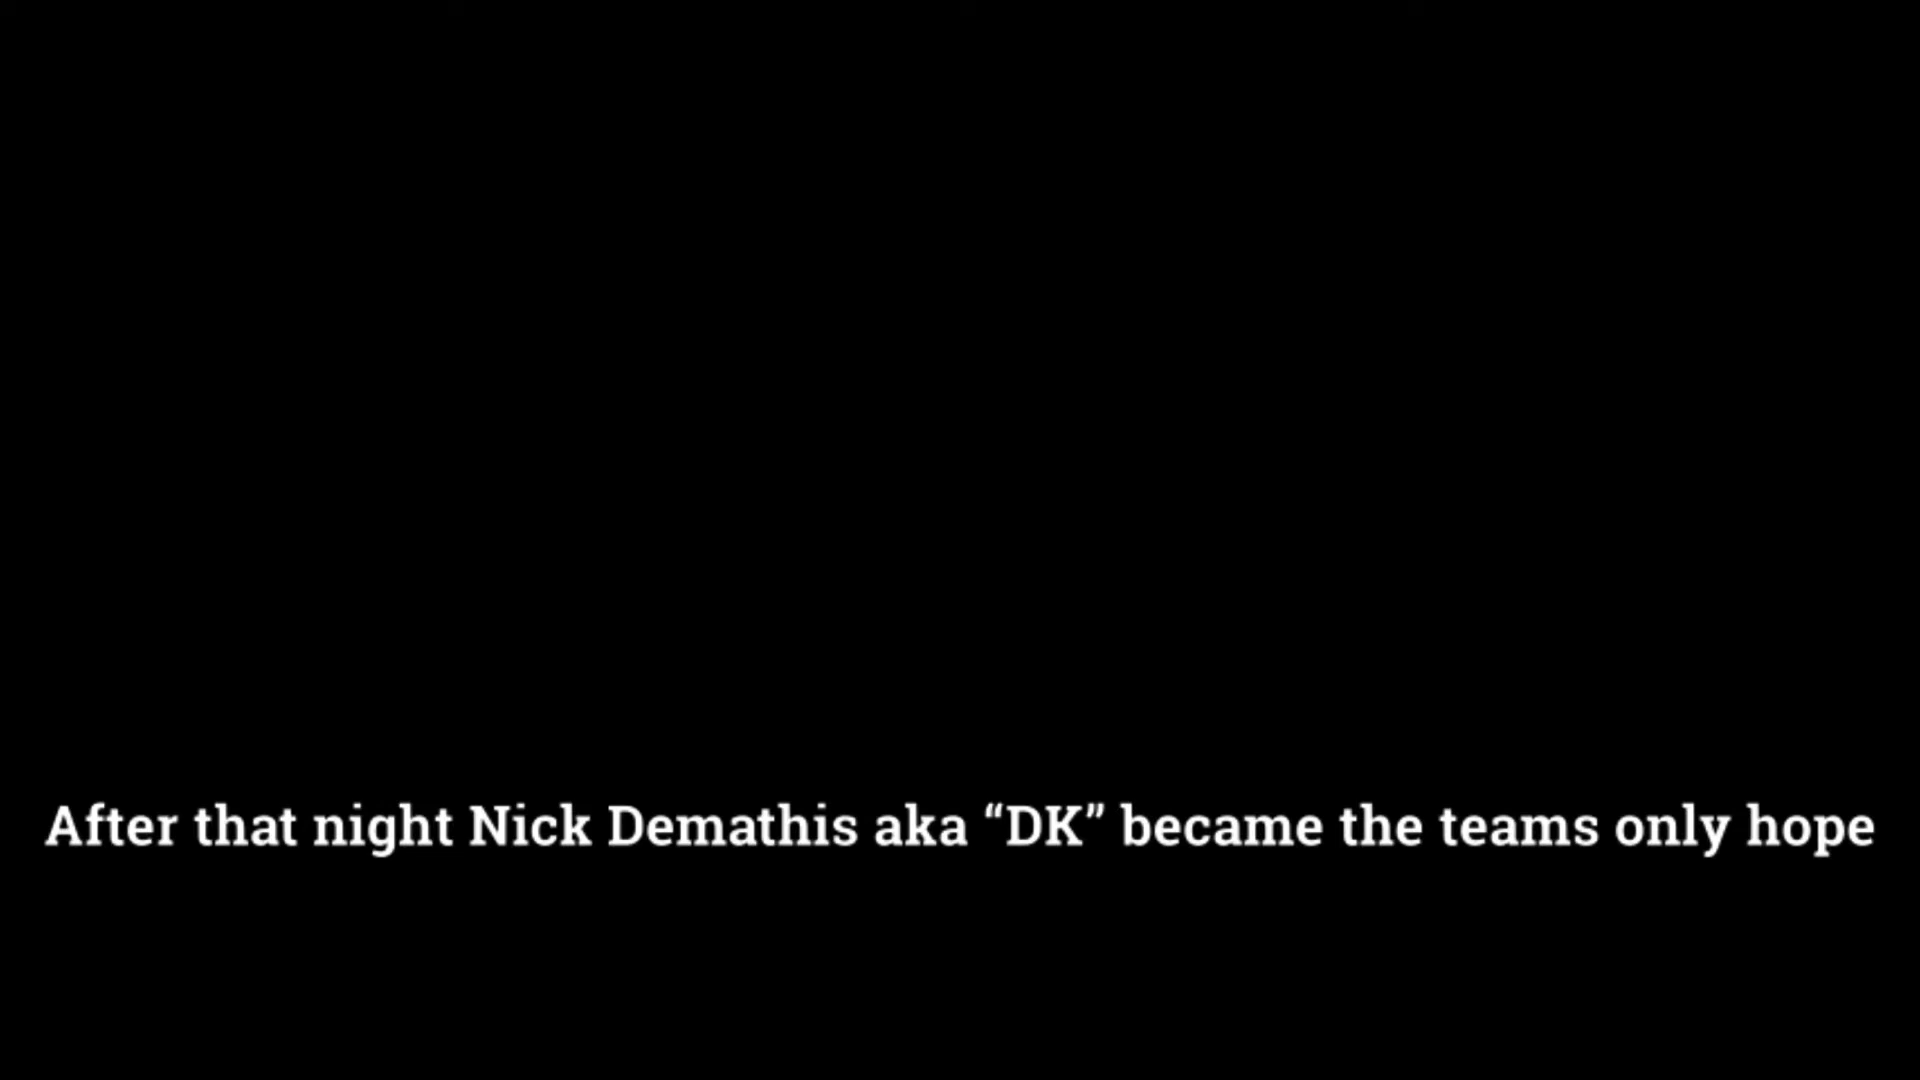 After that night Nick Demathis aka “DK” became the teams only hope